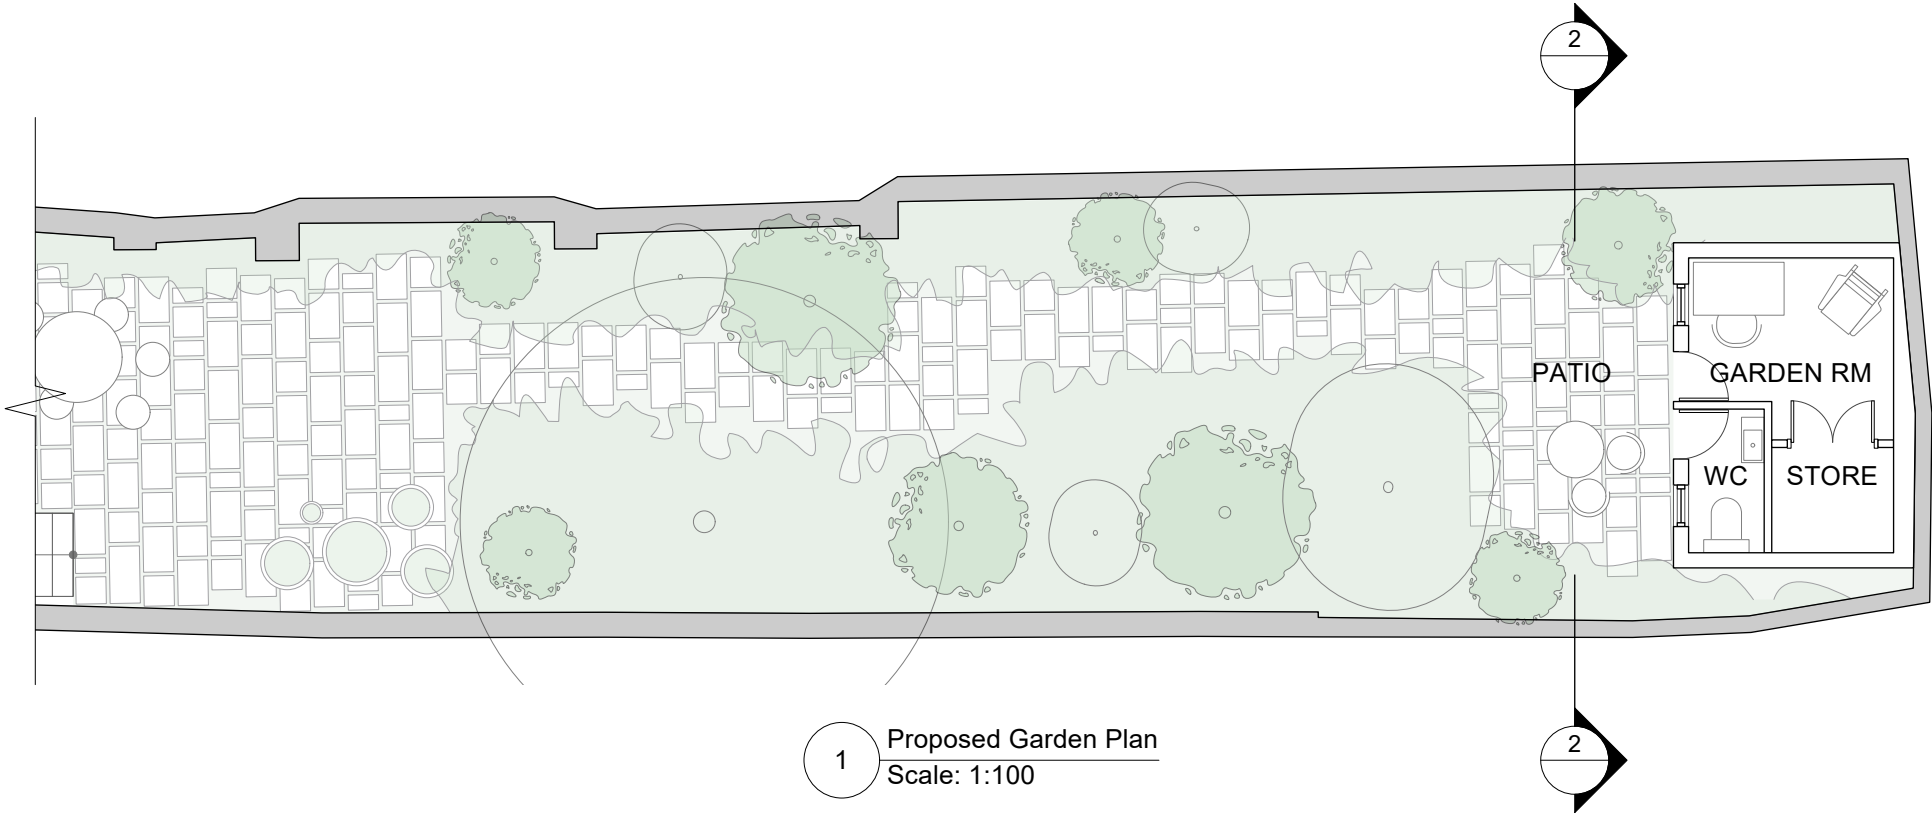 2
PATIO
GARDEN RM
WC
STORE
1
Proposed Garden Plan
Scale: 1:100
2